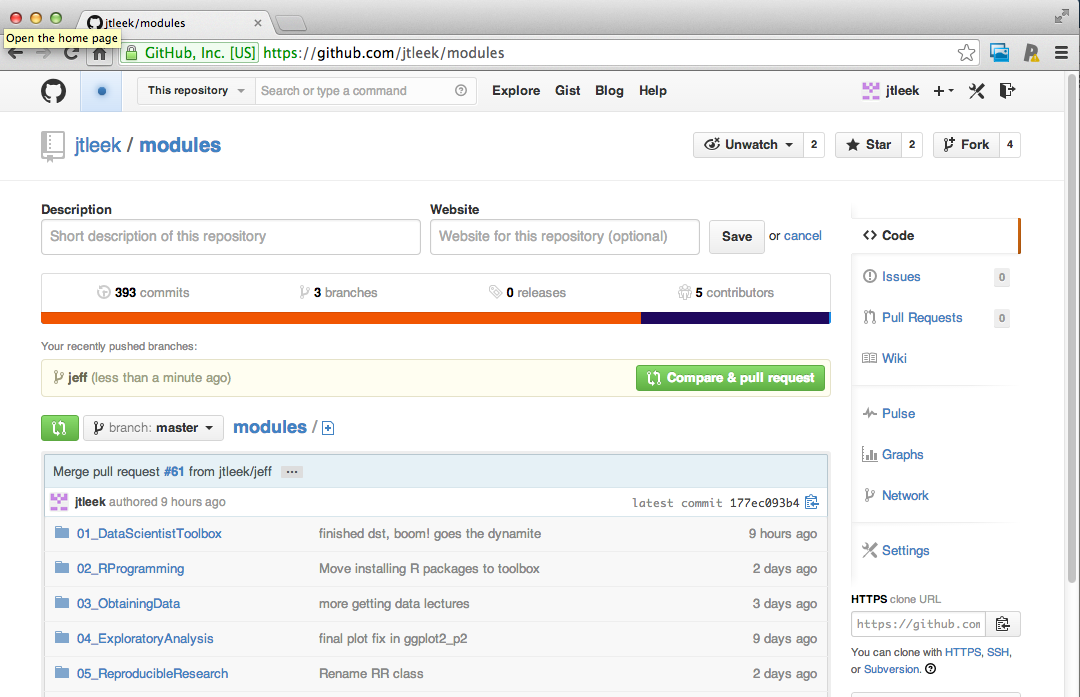 jtleek/modules
Open the home page
GitHub, Inc. [US] https://github.com/jtleek/modules
This repository Search or type a command Explore Gist Blog Help jtleek
jtleek / modules Unwatch 2 Star 2 Fork 4
Description Website
Short description of this repository Website for this repository (optional) Save or cancel
393 commits 3 branches 0 releases 5 contributors
Your recently pushed branches:
jeff (less than a minute ago) Compare & pull request
branch: master modules /
Merge pull request #61 from jtleek/jeff ...
jtleek authored 9 hours ago latest commit 177ec093b4
01_DataScientistToolbox finished dst, boom! goes the dynamite 9 hours ago
02_RProgramming Move installing R packages to toolbox 2 days ago
03_ObtainingData more getting data lectures 3 days ago
04_ExploratoryAnalysis final plot fix in ggplot2_p2 9 days ago
05_ReproducibleResearch Rename RR class 2 days ago
Code
Issues 0
Pull Requests 0
Wiki
Pulse
Graphs
Network
Settings
HTTPS clone URL
https://github.com
You can clone with HTTPS, SSH,
or Subversion.